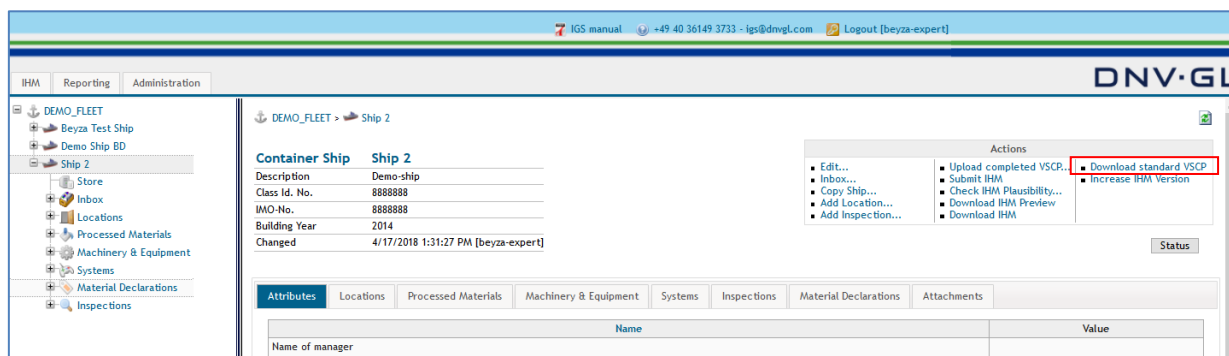 IGS manual +49 40 36149 3733 - igs@dnvgl.com Logout [beyza-expert]
IHM Reporting Administration
DNV·GL
DEMO_FLEET
Beyza Test Ship
Demo Ship BD
Ship 2
Store
Inbox
Locations
Processed Materials
Machinery & Equipment
Systems
Material Declarations
Inspections
DEMO_FLEET > Ship 2
Container Ship Ship 2
Description Demo-ship
Class Id. No. 8888888
IMO-No. 8888888
Building Year 2014
Changed 4/17/2018 1:31:27 PM [beyza-expert]
Actions
Edit... Upload completed VSCP... Download standard VSCP
Inbox... Submit IHM Increase IHM Version
Copy Ship... Check IHM Plausibility...
Add Location... Download IHM Preview
Add Inspection... Download IHM
Status
Attributes Locations Processed Materials Machinery & Equipment Systems Inspections Material Declarations Attachments
Name Value
Name of manager